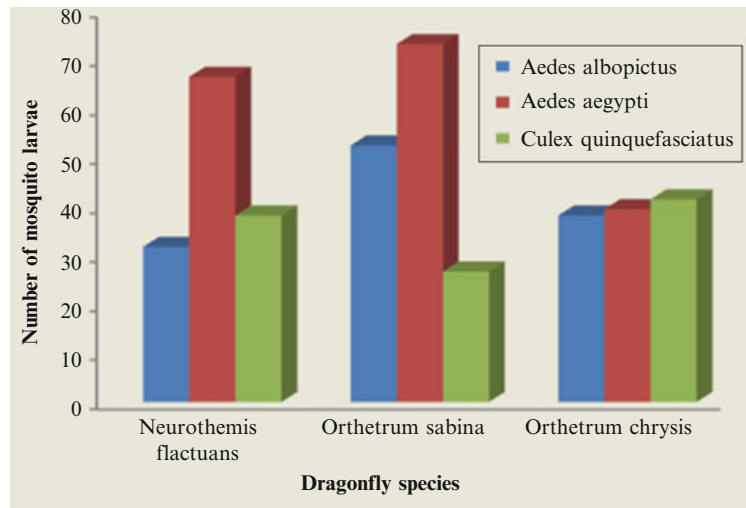 80
70
60
50
40
30
20
10
0
Number of mosquito larvae
Aedes albopictus
Aedes aegypti
Culex quinquefasciatus
Neurothemis
flactuans
Orthetrum sabina
Orthetrum chrysis
Dragonfly species